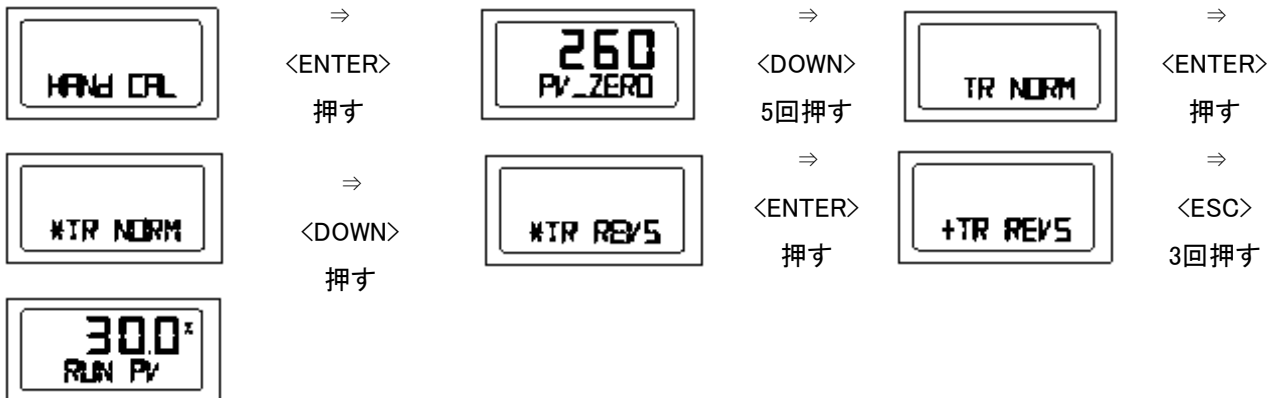 HANd CAL
⇒
<ENTER>
押す
260
PV_ZERO
⇒
<DOWN>
5回押す
TR NORM
⇒
<ENTER>
押す
*TR NORM
⇒
<DOWN>
押す
*TR REVS
⇒
<ENTER>
押す
+TR REVS
⇒
<ESC>
3回押す
30.0%
RUN PV